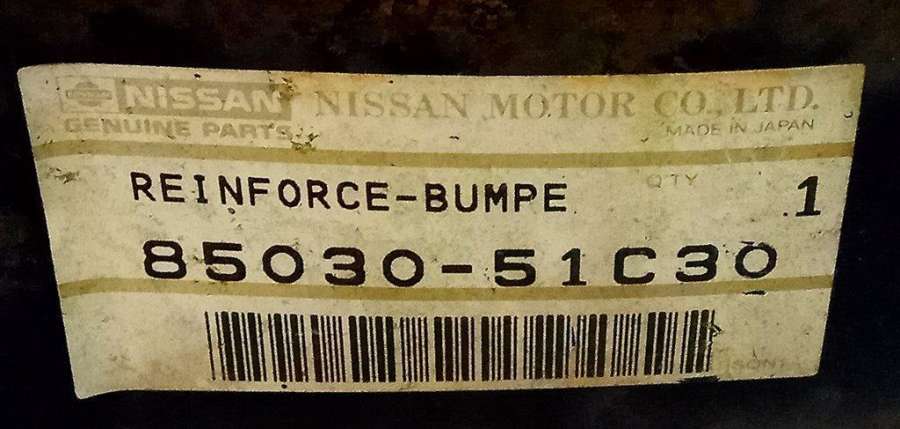 NISSAN NISSAN MOTOR CO., LTD.
GENUINE PARTS MADE IN JAPAN
REINFORCE-BUMPE QTY 1
85030-51C30